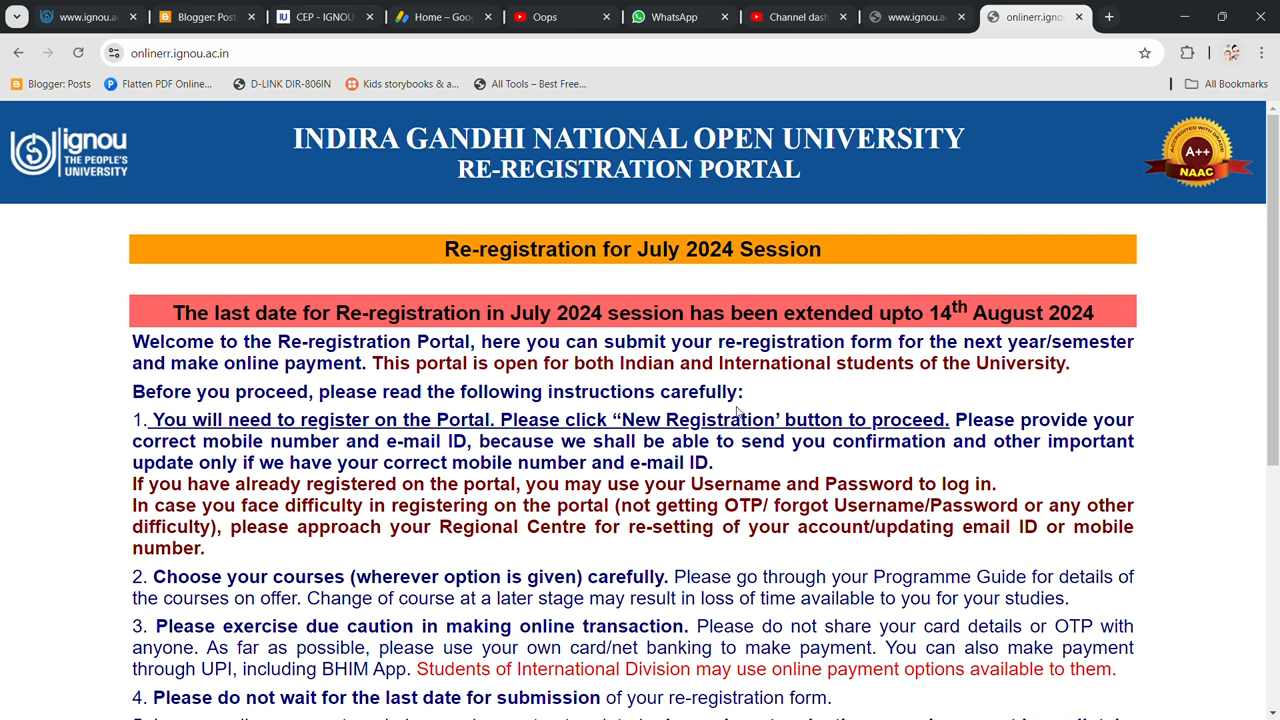 www.ignou.ac
Blogger: Post
CEP - IGNOU
Home – Goo
Oops
WhatsApp
Channel dash
www.ignou.a
onlinerr.igno
onlinerr.ignou.ac.in
Blogger: Posts
Flatten PDF Online...
D-LINK DIR-806IN
Kids storybooks & a...
All Tools – Best Free...
All Bookmarks
ignou
THE PEOPLE'S
UNIVERSITY
INDIRA GANDHI NATIONAL OPEN UNIVERSITY
RE-REGISTRATION PORTAL
ACCREDITED WITH GRADE
A++
NAAC
Re-registration for July 2024 Session
The last date for Re-registration in July 2024 session has been extended upto 14th August 2024
Welcome to the Re-registration Portal, here you can submit your re-registration form for the next year/semester
and make online payment. This portal is open for both Indian and International students of the University.
Before you proceed, please read the following instructions carefully:
1. You will need to register on the Portal. Please click “New Registration’ button to proceed. Please provide your
correct mobile number and e-mail ID, because we shall be able to send you confirmation and other important
update only if we have your correct mobile number and e-mail ID.
If you have already registered on the portal, you may use your Username and Password to log in.
In case you face difficulty in registering on the portal (not getting OTP/ forgot Username/Password or any other
difficulty), please approach your Regional Centre for re-setting of your account/updating email ID or mobile
number.
2. Choose your courses (wherever option is given) carefully. Please go through your Programme Guide for details of
the courses on offer. Change of course at a later stage may result in loss of time available to you for your studies.
3. Please exercise due caution in making online transaction. Please do not share your card details or OTP with
anyone. As far as possible, please use your own card/net banking to make payment. You can also make payment
through UPI, including BHIM App. Students of International Division may use online payment options available to them.
4. Please do not wait for the last date for submission of your re-registration form.